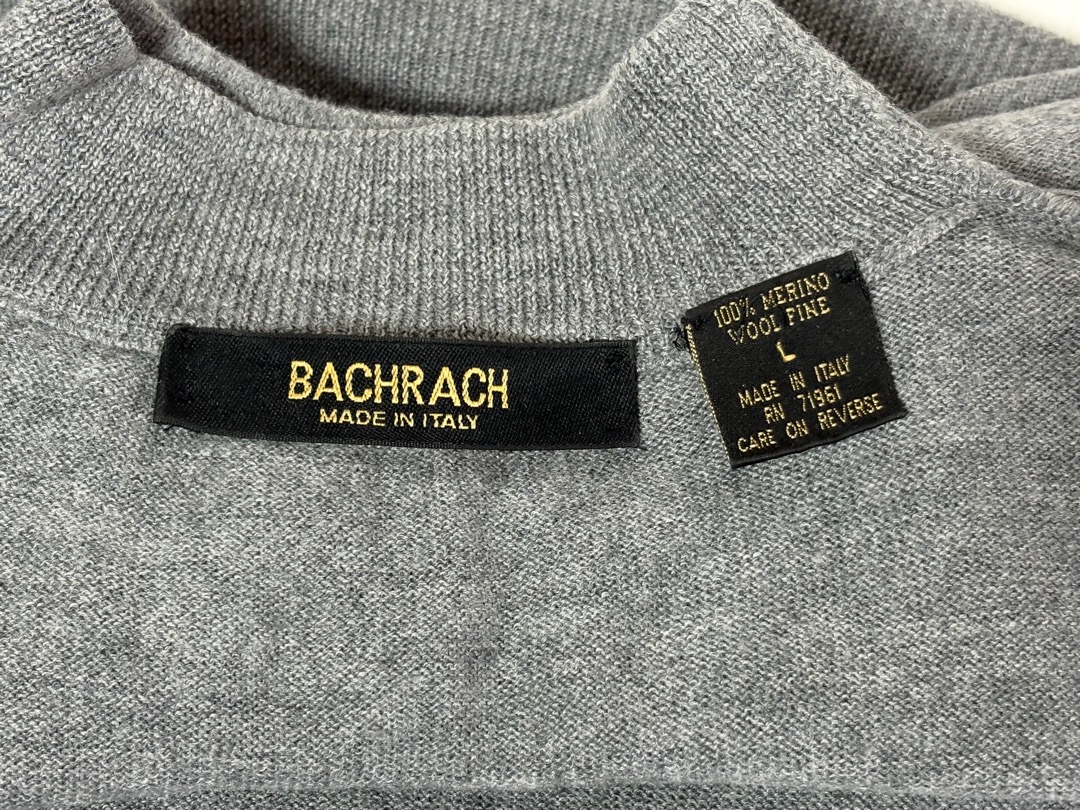 BACHRACH
MADE IN ITALY
100% MERINO
WOOL FINE
L
MADE IN ITALY
RN 71961
CARE ON REVERSE